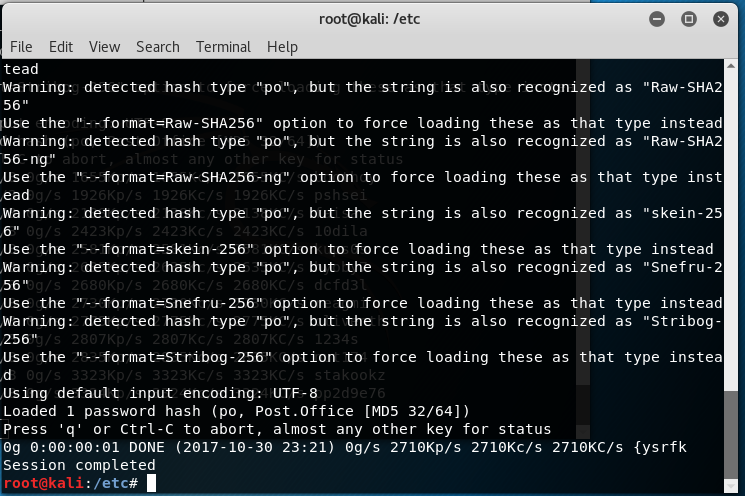 root@kali: /etc
File Edit View Search Terminal Help
tead
Warning: detected hash type "po", but the string is also recognized as "Raw-SHA2
56"
Use the "--format=Raw-SHA256" option to force loading these as that type instead
Warning: detected hash type "po", but the string is also recognized as "Raw-SHA2
56-ng"
Use the "--format=Raw-SHA256-ng" option to force loading these as that type inst
ead
Warning: detected hash type "po", but the string is also recognized as "skein-25
6"
Use the "--format=skein-256" option to force loading these as that type instead
Warning: detected hash type "po", but the string is also recognized as "Snefru-2
56"
Use the "--format=Snefru-256" option to force loading these as that type instead
Warning: detected hash type "po", but the string is also recognized as "Stribog-
256"
Use the "--format=Stribog-256" option to force loading these as that type instea
d
Using default input encoding: UTF-8
Loaded 1 password hash (po, Post.Office [MD5 32/64])
Press 'q' or Ctrl-C to abort, almost any other key for status
0g 0:00:00:01 DONE (2017-10-30 23:21) 0g/s 2710Kp/s 2710Kc/s 2710KC/s {ysrfk
Session completed
root@kali:/etc#